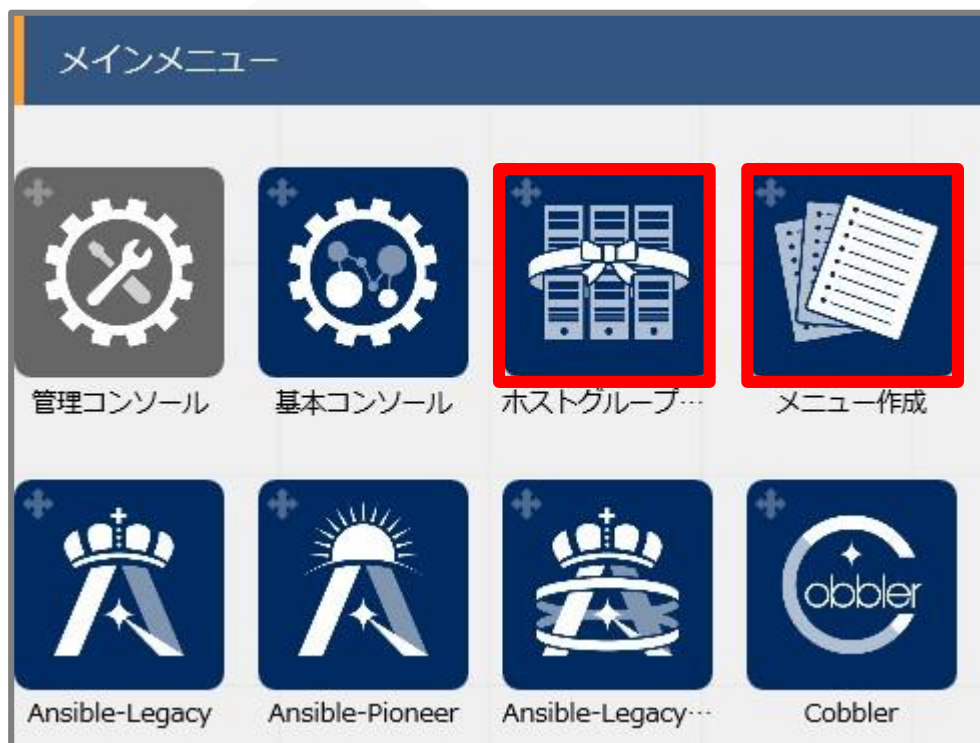 メインメニュー
管理コンソール
基本コンソール
ホストグループ…
メニュー作成
obbler
Ansible-Legacy
Ansible-Pioneer
Ansible-Legacy…
Cobbler